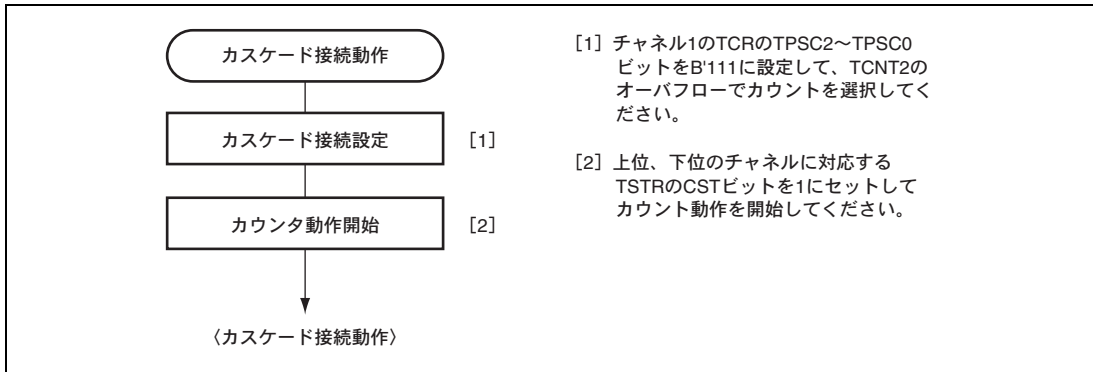 カスケード接続動作
カスケード接続設定
[1]
カウンタ動作開始
[2]
〈カスケード接続動作〉
[1] チャネル1のTCRのTPSC2～TPSC0
ビットをB'111に設定して、TCNT2の
オーバフローでカウントを選択してく
ださい。
[2] 上位、下位のチャネルに対応する
TSTRのCSTビットを1にセットして
カウント動作を開始してください。